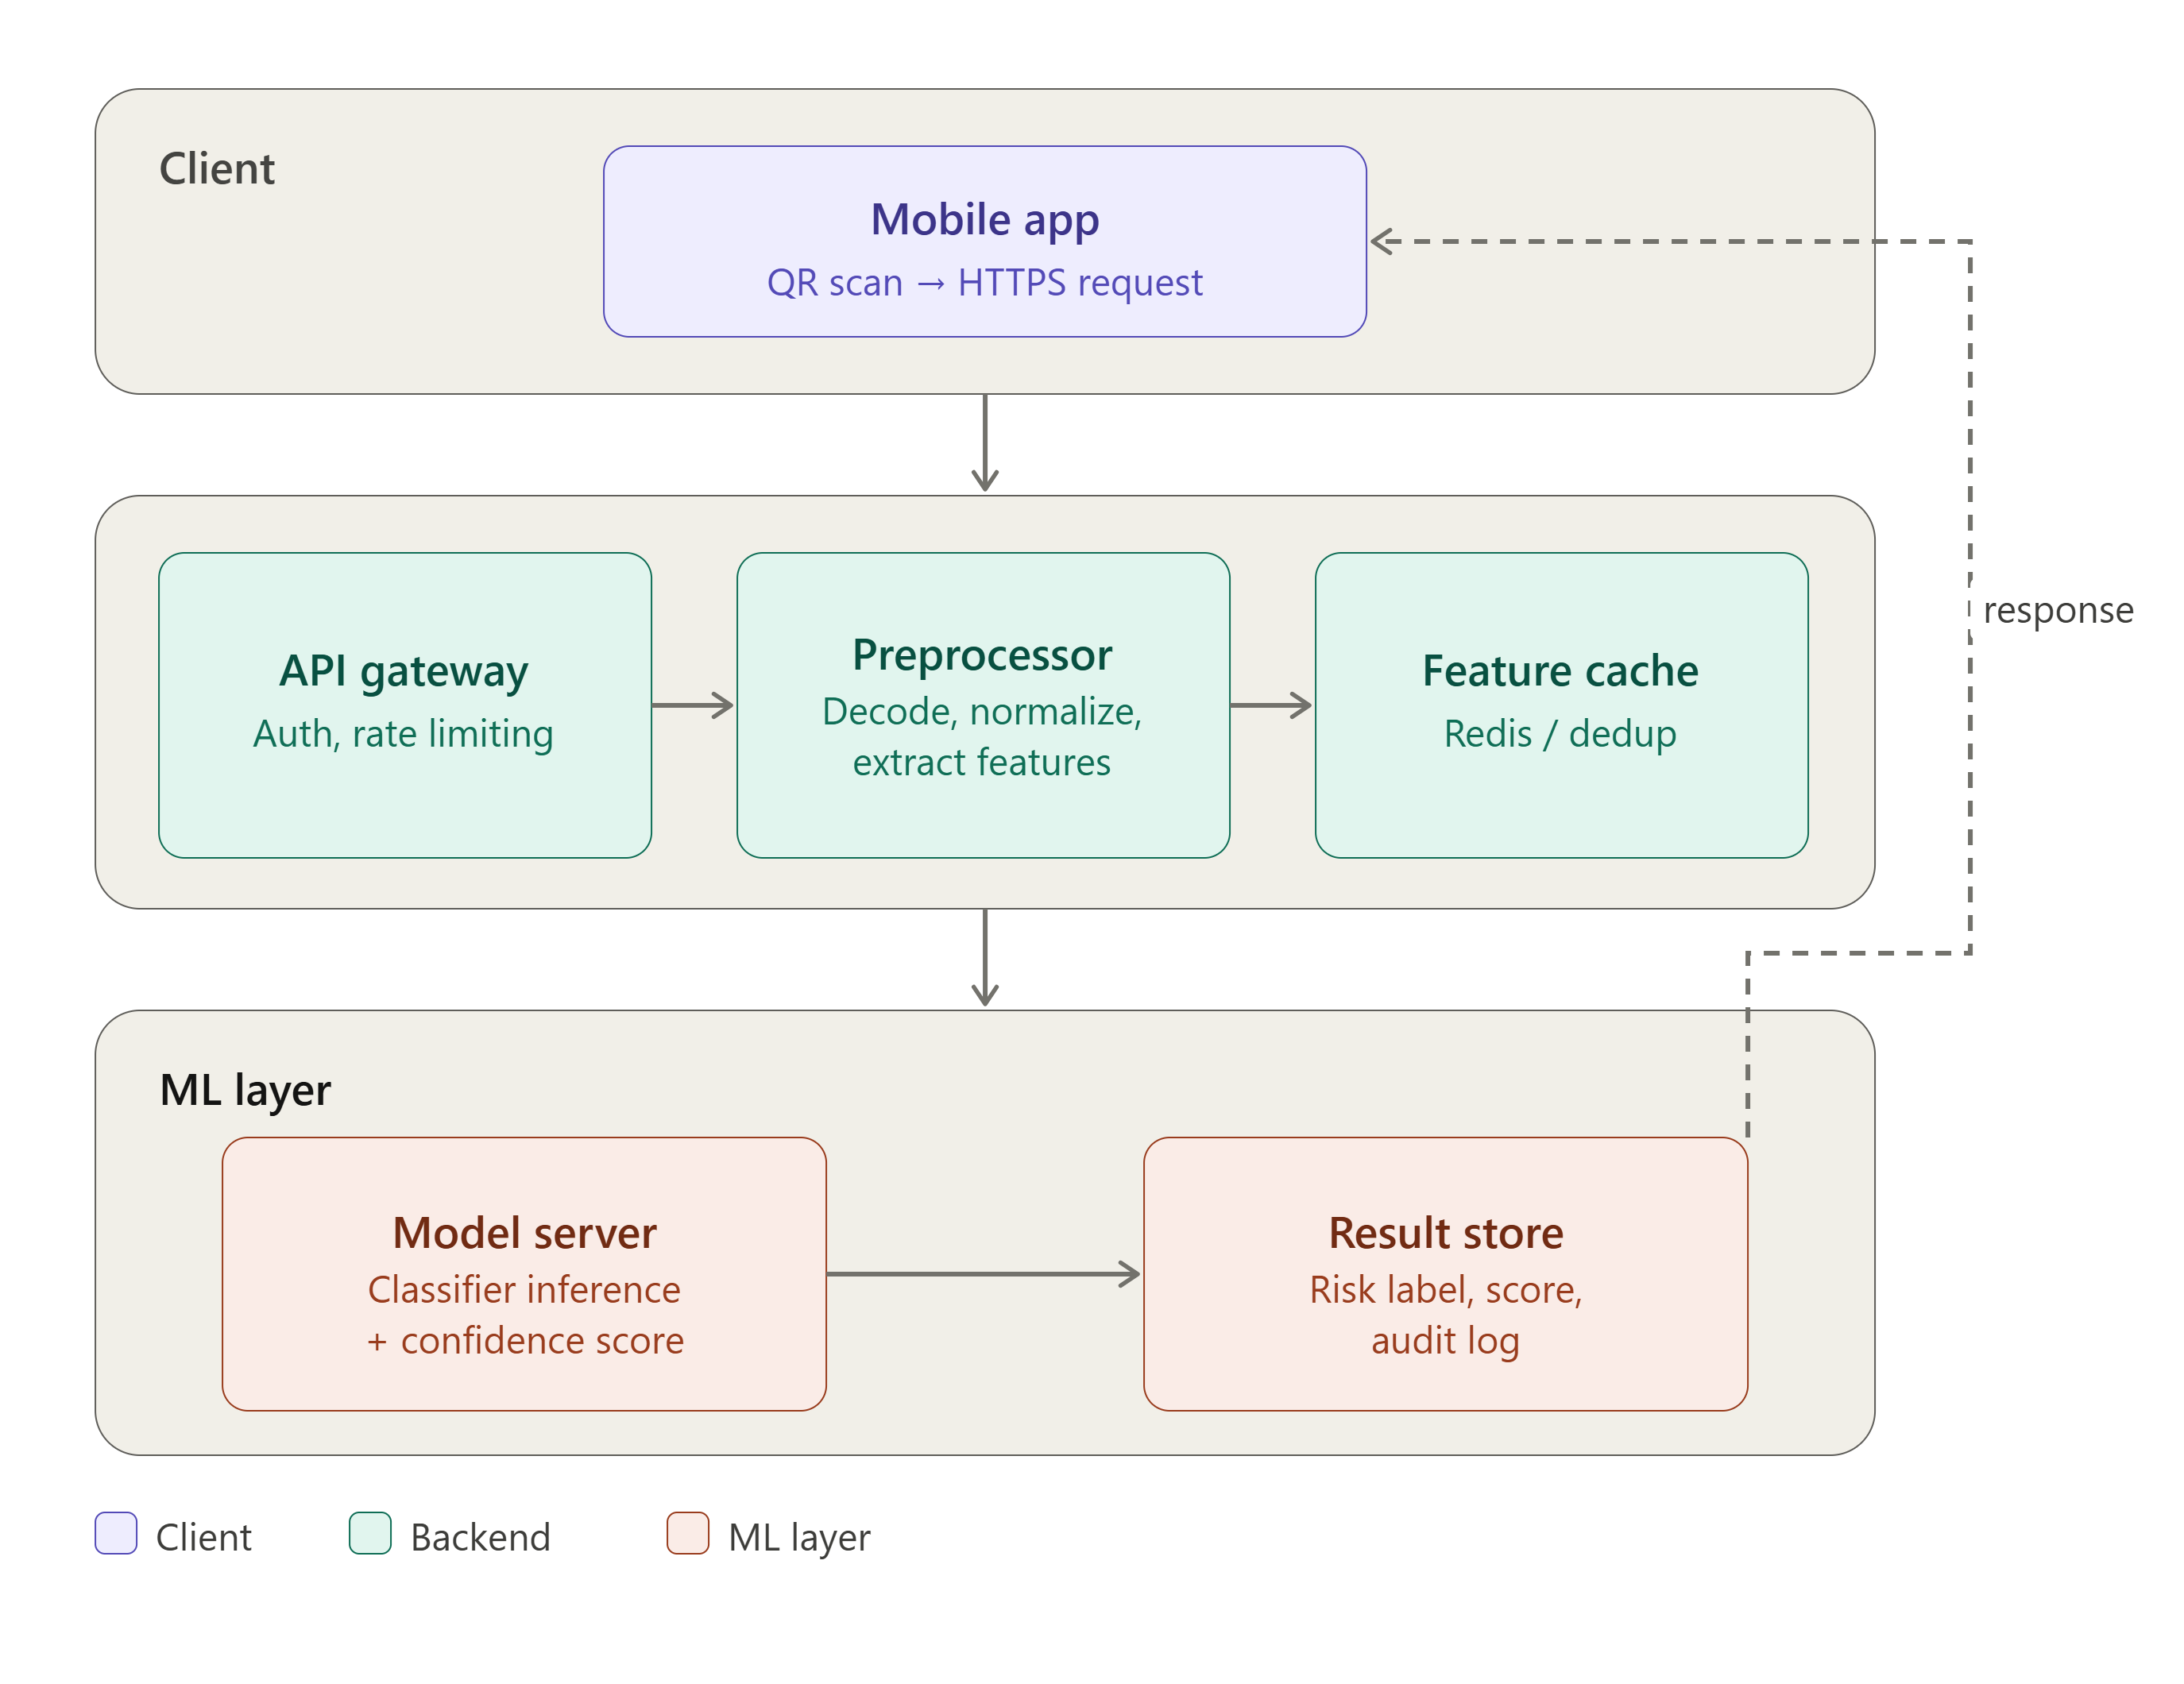 Client
Mobile app
QR scan → HTTPS request
response
API gateway
Auth, rate limiting
Preprocessor
Decode, normalize,
extract features
Feature cache
Redis / dedup
ML layer
Model server
Classifier inference
+ confidence score
Result store
Risk label, score,
audit log
Client
Backend
ML layer